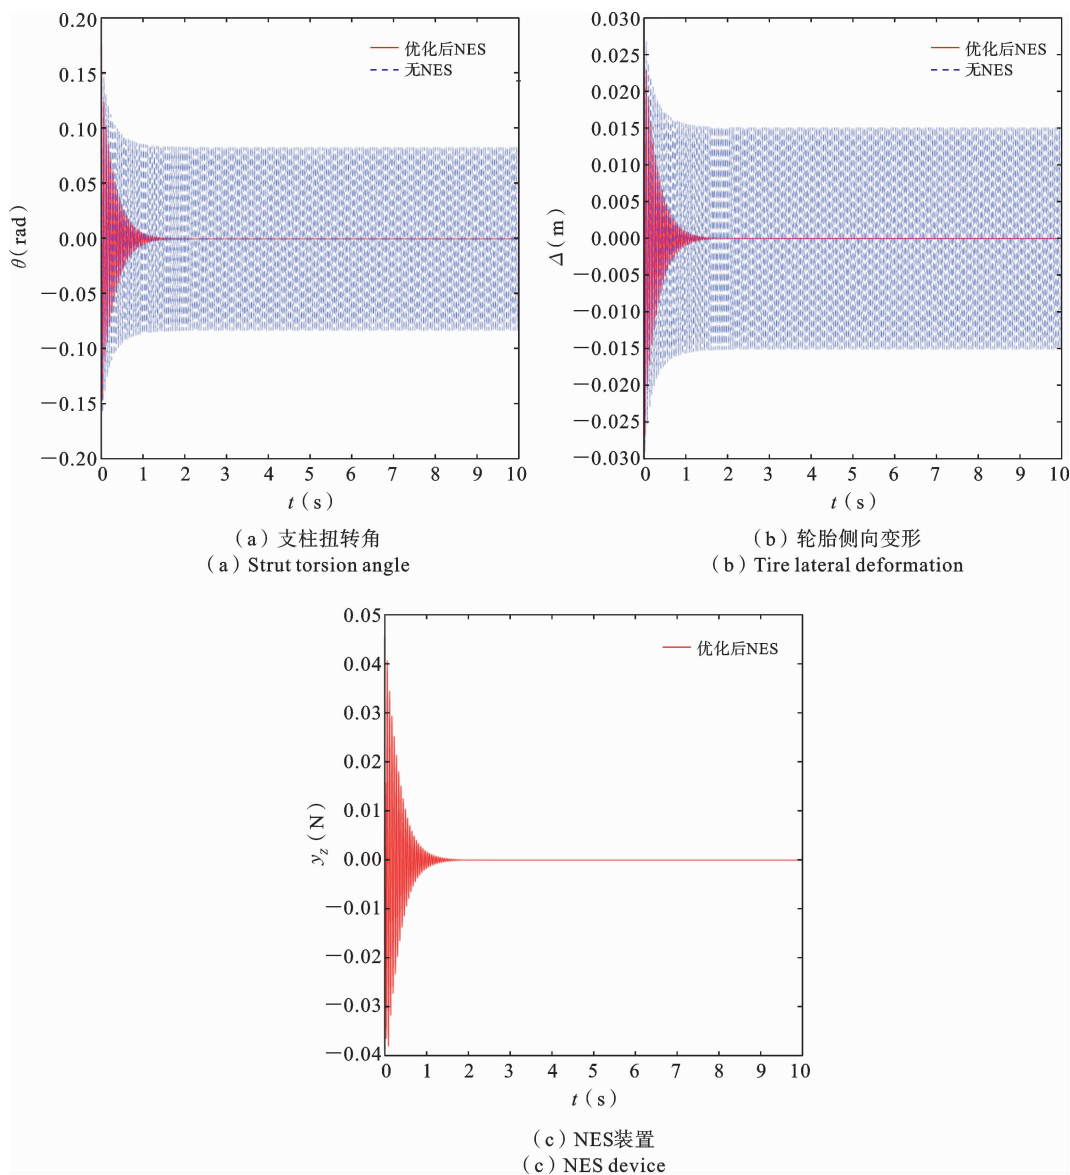 0.20
0.15
0.10
0.05
0.00
−0.05
−0.10
−0.15
−0.20
θ(rad)
优化后NES
无NES
0 1 2 3 4 5 6 7 8 9 10
t(s)
(a)支柱扭转角
(a)Strut torsion angle
0.030
0.025
0.020
0.015
0.010
0.005
0.000
−0.005
−0.010
−0.015
−0.020
−0.025
−0.030
Δ(m)
优化后NES
无NES
0 1 2 3 4 5 6 7 8 9 10
t(s)
(b)轮胎侧向变形
(b)Tire lateral deformation
0.05
0.04
0.03
0.02
0.01
0.00
−0.01
−0.02
−0.03
−0.04
y_z(N)
优化后NES
0 1 2 3 4 5 6 7 8 9 10
t(s)
(c)NES装置
(c)NES device